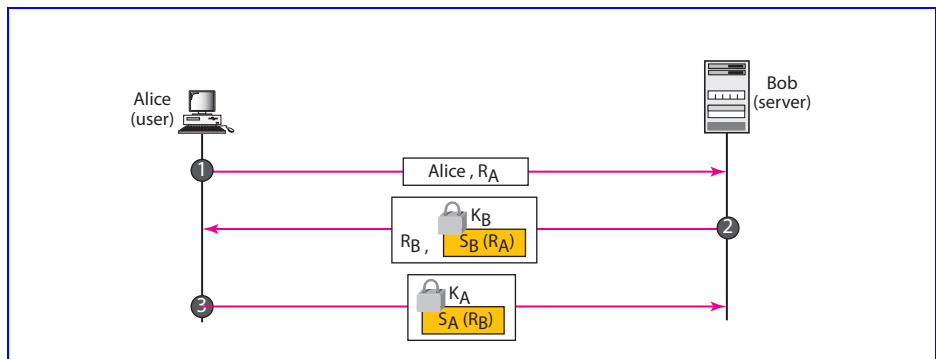 Alice
(user)
Bob
(server)
1
Alice , RA
KB
RB , SB (RA)
2
3
KA
SA (RB)